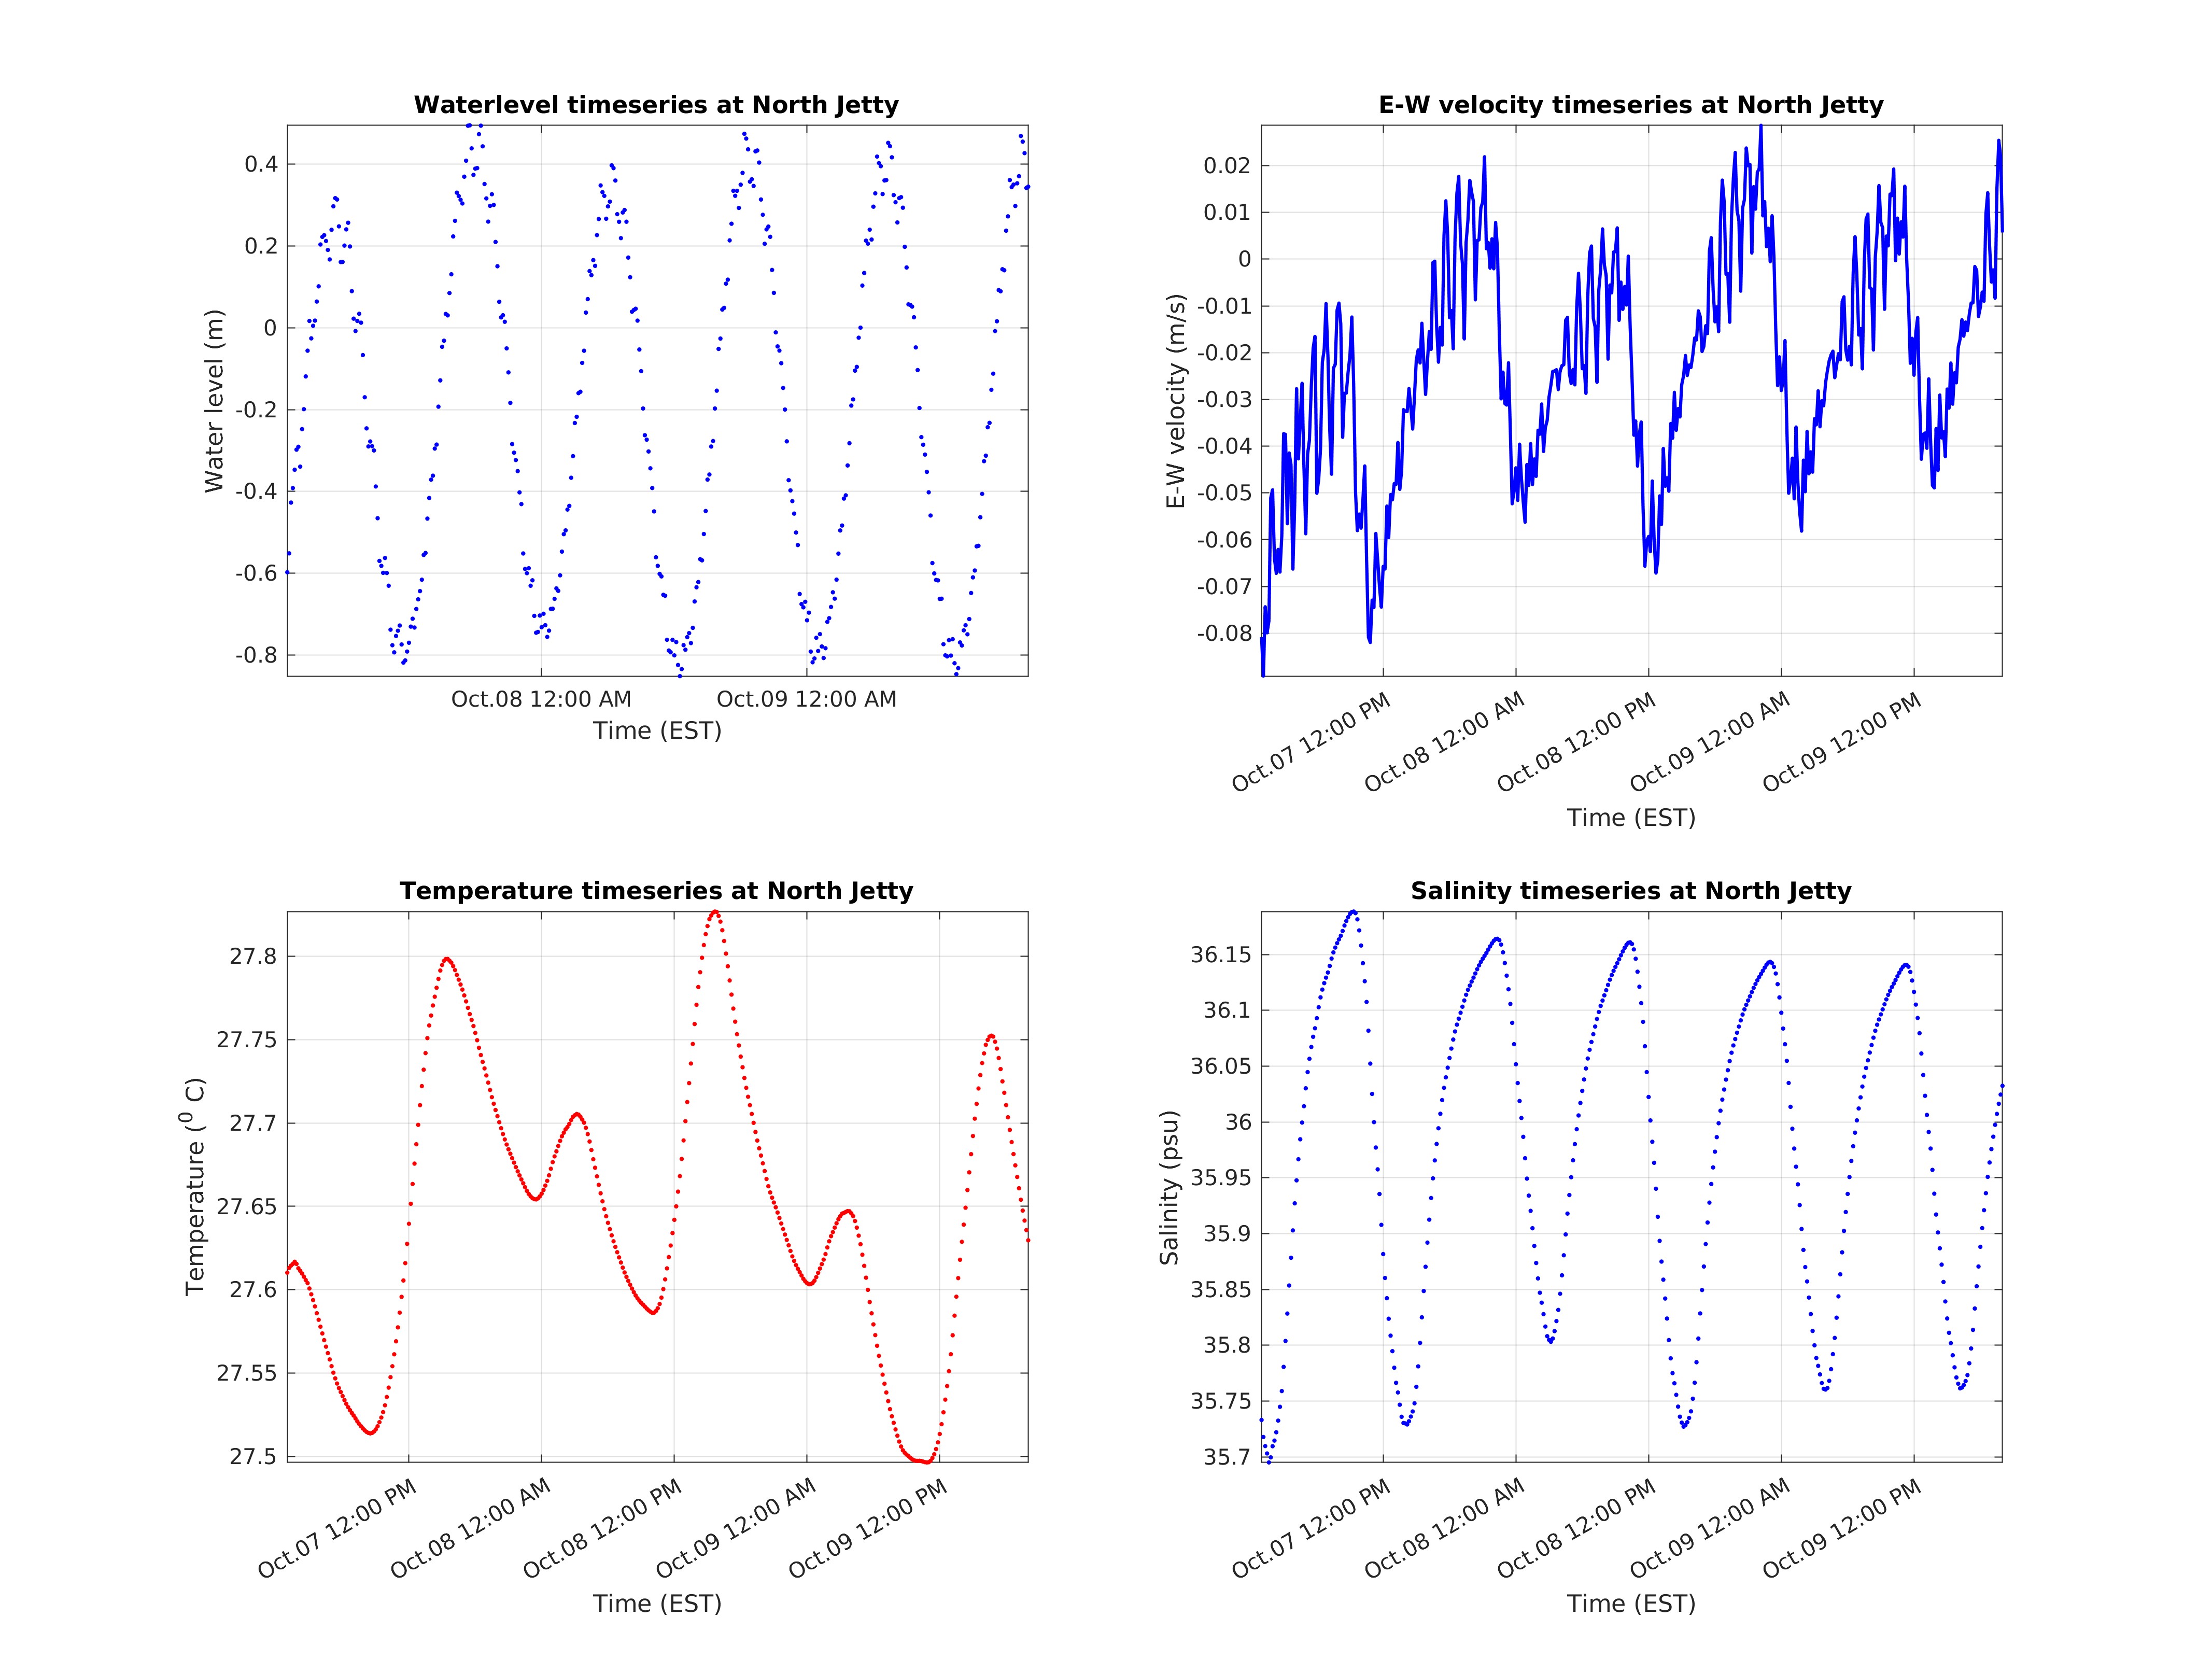 Waterlevel timeseries at North Jetty
0.4
0.2
0
-0.2
-0.4
-0.6
-0.8
Water level (m)
Oct.08 12:00 AM
Oct.09 12:00 AM
Time (EST)
E-W velocity timeseries at North Jetty
0.02
0.01
0
-0.01
-0.02
-0.03
-0.04
-0.05
-0.06
-0.07
-0.08
E-W velocity (m/s)
Oct.07 12:00 PM
Oct.08 12:00 AM
Oct.08 12:00 PM
Oct.09 12:00 AM
Oct.09 12:00 PM
Time (EST)
Temperature timeseries at North Jetty
27.8
27.75
27.7
27.65
27.6
27.55
27.5
Temperature (⁰ C)
Oct.07 12:00 PM
Oct.08 12:00 AM
Oct.08 12:00 PM
Oct.09 12:00 AM
Oct.09 12:00 PM
Time (EST)
Salinity timeseries at North Jetty
36.15
36.1
36.05
36
35.95
35.9
35.85
35.8
35.75
35.7
Salinity (psu)
Oct.07 12:00 PM
Oct.08 12:00 AM
Oct.08 12:00 PM
Oct.09 12:00 AM
Oct.09 12:00 PM
Time (EST)